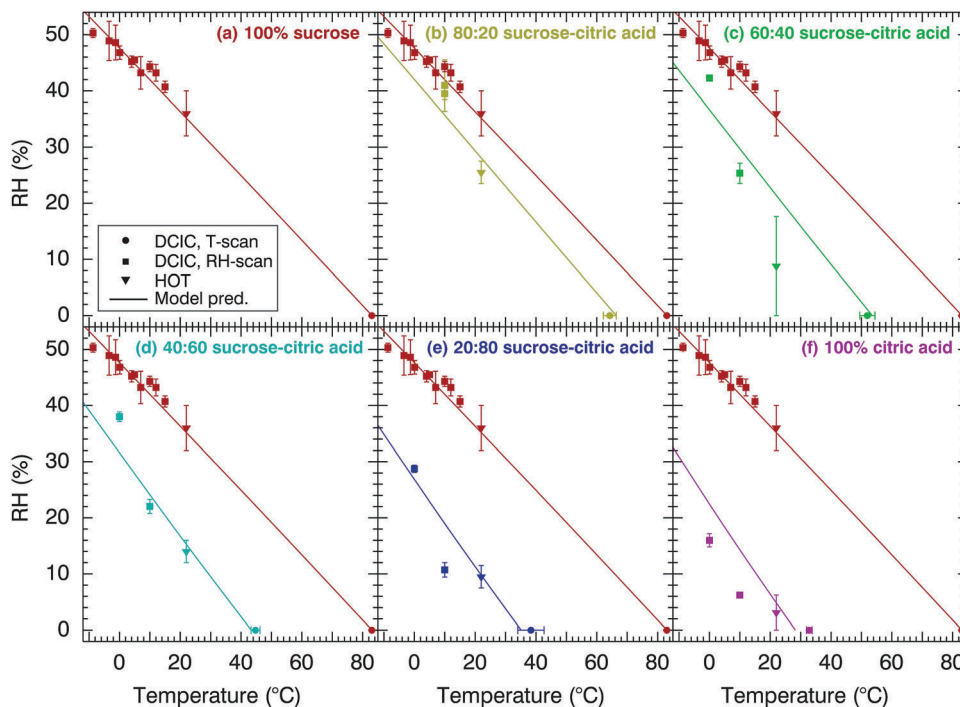 (a) 100% sucrose
(b) 80:20 sucrose-citric acid
(c) 60:40 sucrose-citric acid
50
40
30
20
10
0
RH (%)
DCIC, T-scan
DCIC, RH-scan
HOT
Model pred.
(d) 40:60 sucrose-citric acid
(e) 20:80 sucrose-citric acid
(f) 100% citric acid
50
40
30
20
10
0
RH (%)
0 20 40 60 80
0 20 40 60 80
0 20 40 60 80
Temperature (°C)
Temperature (°C)
Temperature (°C)